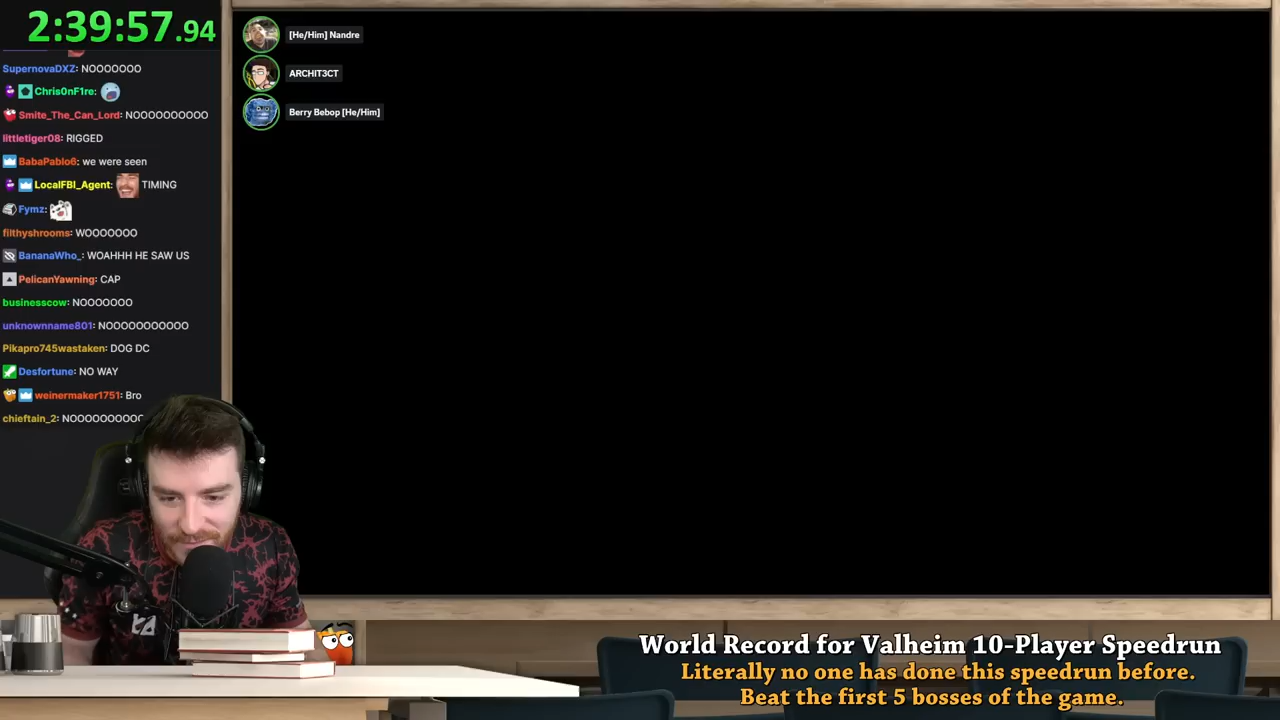 2:39:57.94
SupernovaDXZ: NOOOOOOO
Chris0nF1re:
Smite_The_Can_Lord: NOOOOOOOOOO
littletiger08: RIGGED
BabaPablo6: we were seen
LocalFBI_Agent: TIMING
Fymz:
filthyshrooms: WOOOOOOO
BananaWho_: WOAHHH HE SAW US
PelicanYawning: CAP
businesscow: NOOOOOOO
unknownname801: NOOOOOOOOOOO
Pikapro745wastaken: DOG DC
Desfortune: NO WAY
weinermaker1751: Bro
chieftain_2: NOOOOOOOOOO
[He/Him] Nandre
ARCHIT3CT
Berry Bebop [He/Him]
World Record for Valheim 10-Player Speedrun
Literally no one has done this speedrun before.
Beat the first 5 bosses of the game.